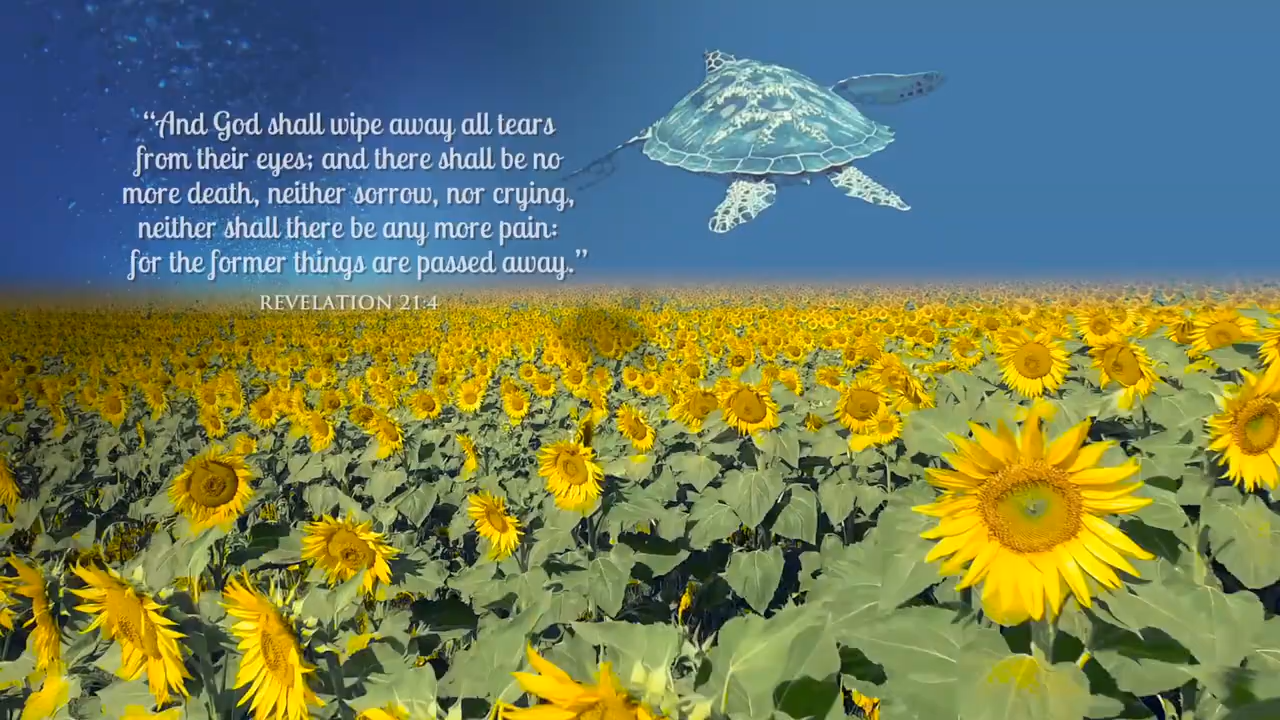 “And God shall wipe away all tears
from their eyes; and there shall be no
more death, neither sorrow, nor crying,
neither shall there be any more pain:
for the former things are passed away.”
REVELATION 21:4